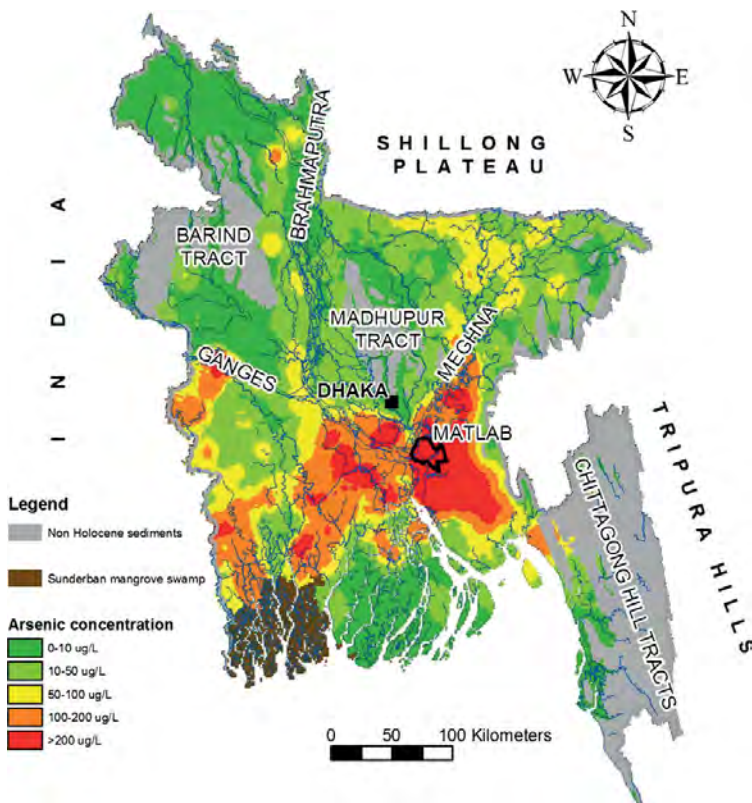 N
W
E
S
SHILLONG
PLATEAU
BRAHMAPUTRA
BARIND
TRACT
INDIA
MADHUPUR
TRACT
MEGHNA
GANGES
DHAKA
MATLAB
TRIPURA HILLS
CHITTAGONG HILL TRACTS
Legend
Non Holocene sediments
Sunderban mangrove swamp
Arsenic concentration
0-10 ug/L
10-50 ug/L
50-100 ug/L
100-200 ug/L
>200 ug/L
0 50 100 Kilometers